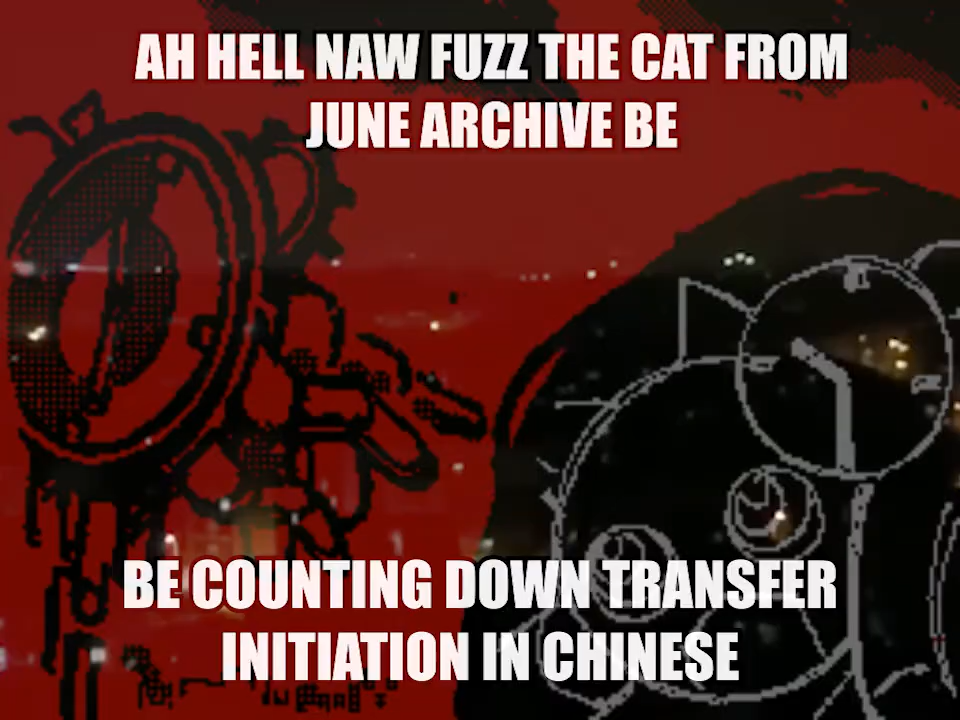 AH HELL NAW FUZZ THE CAT FROM
JUNE ARCHIVE BE
BE COUNTING DOWN TRANSFER
INITIATION IN CHINESE